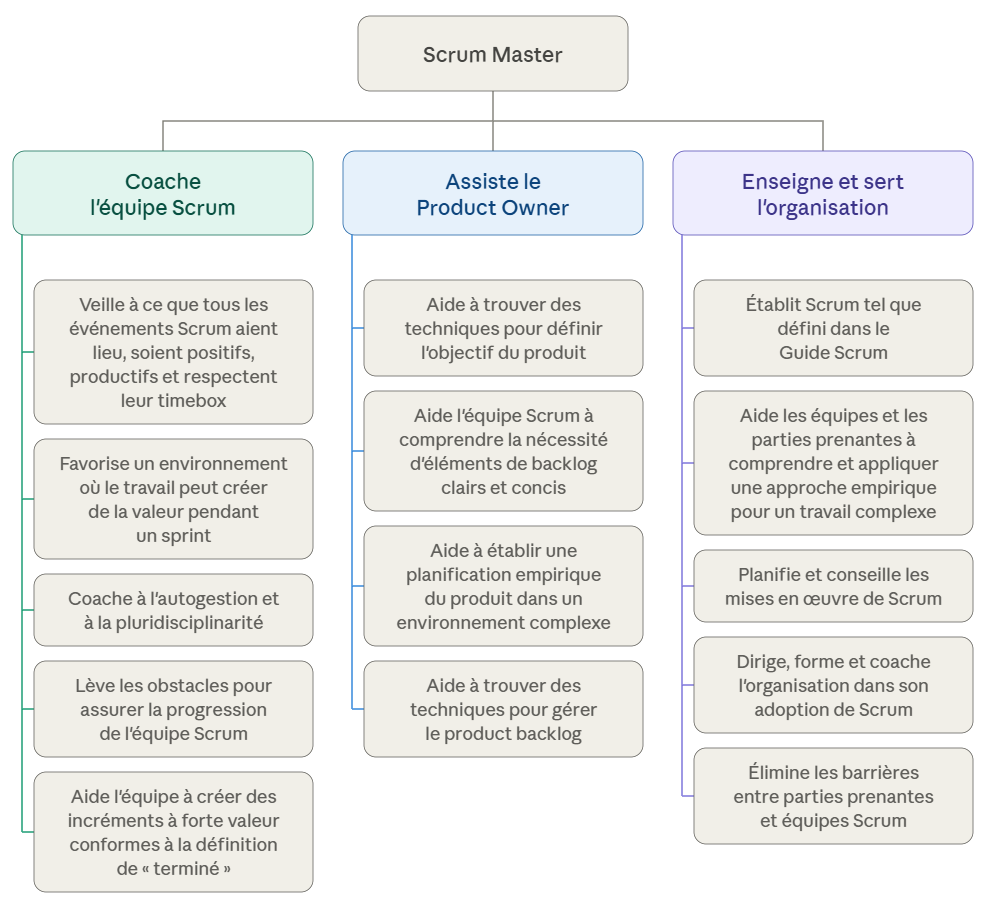 Scrum Master
Coache
l'équipe Scrum
Veille à ce que tous les
événements Scrum aient
lieu, soient positifs,
productifs et respectent
leur timebox
Favorise un environnement
où le travail peut créer
de la valeur pendant
un sprint
Coache à l'autogestion et
à la pluridisciplinarité
Lève les obstacles pour
assurer la progression
de l'équipe Scrum
Aide l'équipe à créer des
incréments à forte valeur
conformes à la définition
de « terminé »
Assiste le
Product Owner
Aide à trouver des
techniques pour définir
l'objectif du produit
Aide l'équipe Scrum à
comprendre la nécessité
d'éléments de backlog
clairs et concis
Aide à établir une
planification empirique
du produit dans un
environnement complexe
Aide à trouver des
techniques pour gérer
le product backlog
Enseigne et sert
l'organisation
Établit Scrum tel que
défini dans le
Guide Scrum
Aide les équipes et les
parties prenantes à
comprendre et appliquer
une approche empirique
pour un travail complexe
Planifie et conseille les
mises en œuvre de Scrum
Dirige, forme et coache
l'organisation dans son
adoption de Scrum
Élimine les barrières
entre parties prenantes
et équipes Scrum